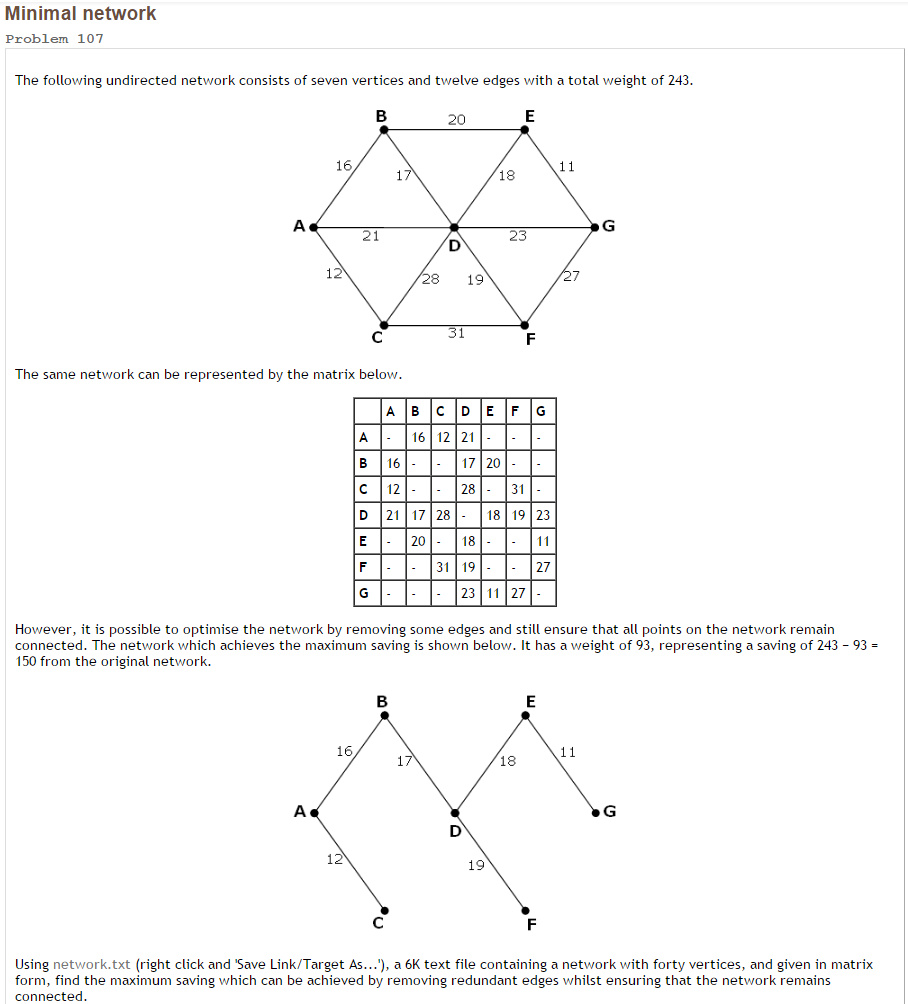 Minimal network
Problem 107
The following undirected network consists of seven vertices and twelve edges with a total weight of 243.
B 20 E
16 17 18 11
A G
21 23
D
12 28 19 27
C 31 F
The same network can be represented by the matrix below.
A B C D E F G
A - 16 12 21 - - -
B 16 - - 17 20 - -
C 12 - - 28 - 31 -
D 21 17 28 - 18 19 23
E - 20 - 18 - - 11
F - - 31 19 - - 27
G - - - 23 11 27 -
However, it is possible to optimise the network by removing some edges and still ensure that all points on the network remain
connected. The network which achieves the maximum saving is shown below. It has a weight of 93, representing a saving of 243 − 93 =
150 from the original network.
B E
16 17 18 11
A G
D
12 19
C F
Using network.txt (right click and 'Save Link/Target As...'), a 6K text file containing a network with forty vertices, and given in matrix
form, find the maximum saving which can be achieved by removing redundant edges whilst ensuring that the network remains
connected.